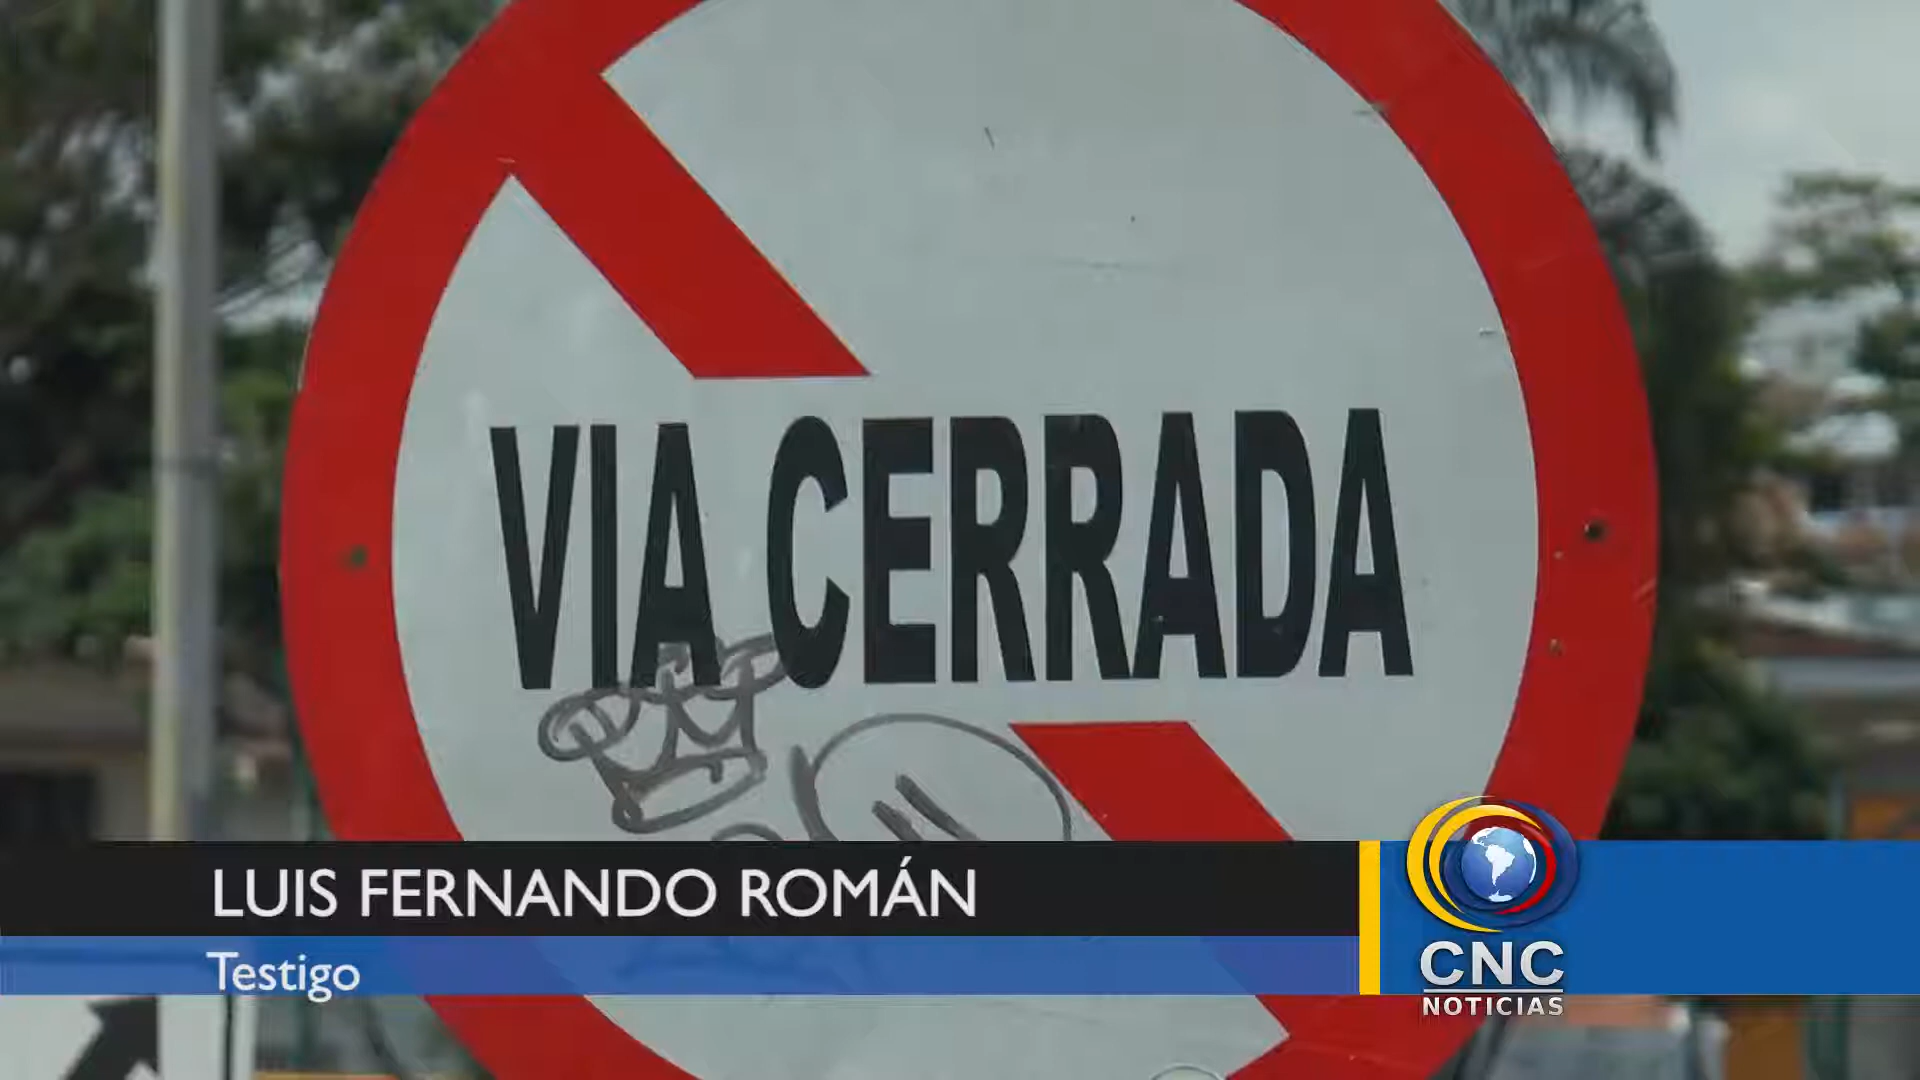 VIA CERRADA
LUIS FERNANDO ROMÁN
Testigo
CNC
NOTICIAS